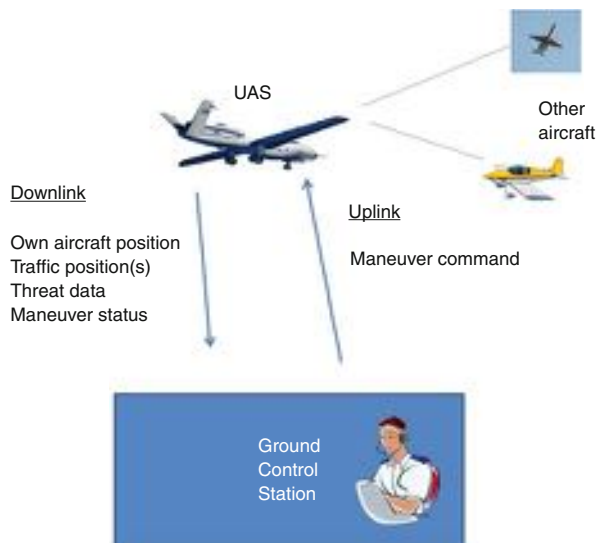 UAS
Other
aircraft
Downlink
Own aircraft position
Traffic position(s)
Threat data
Maneuver status
Uplink
Maneuver command
Ground
Control
Station